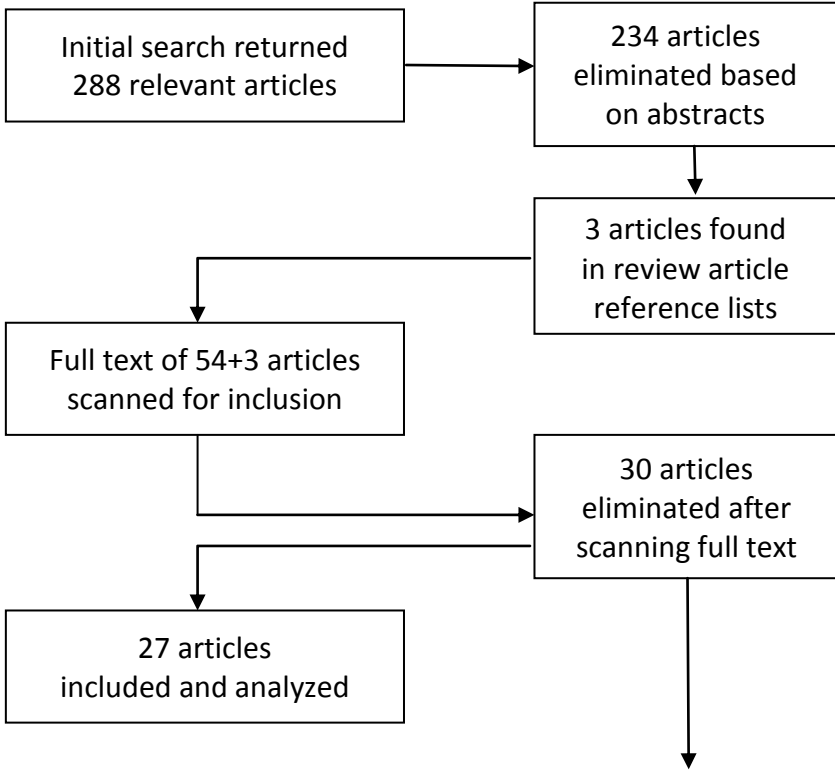 Initial search returned
288 relevant articles
234 articles
eliminated based
on abstracts
3 articles found
in review article
reference lists
Full text of 54+3 articles
scanned for inclusion
30 articles
eliminated after
scanning full text
27 articles
included and analyzed